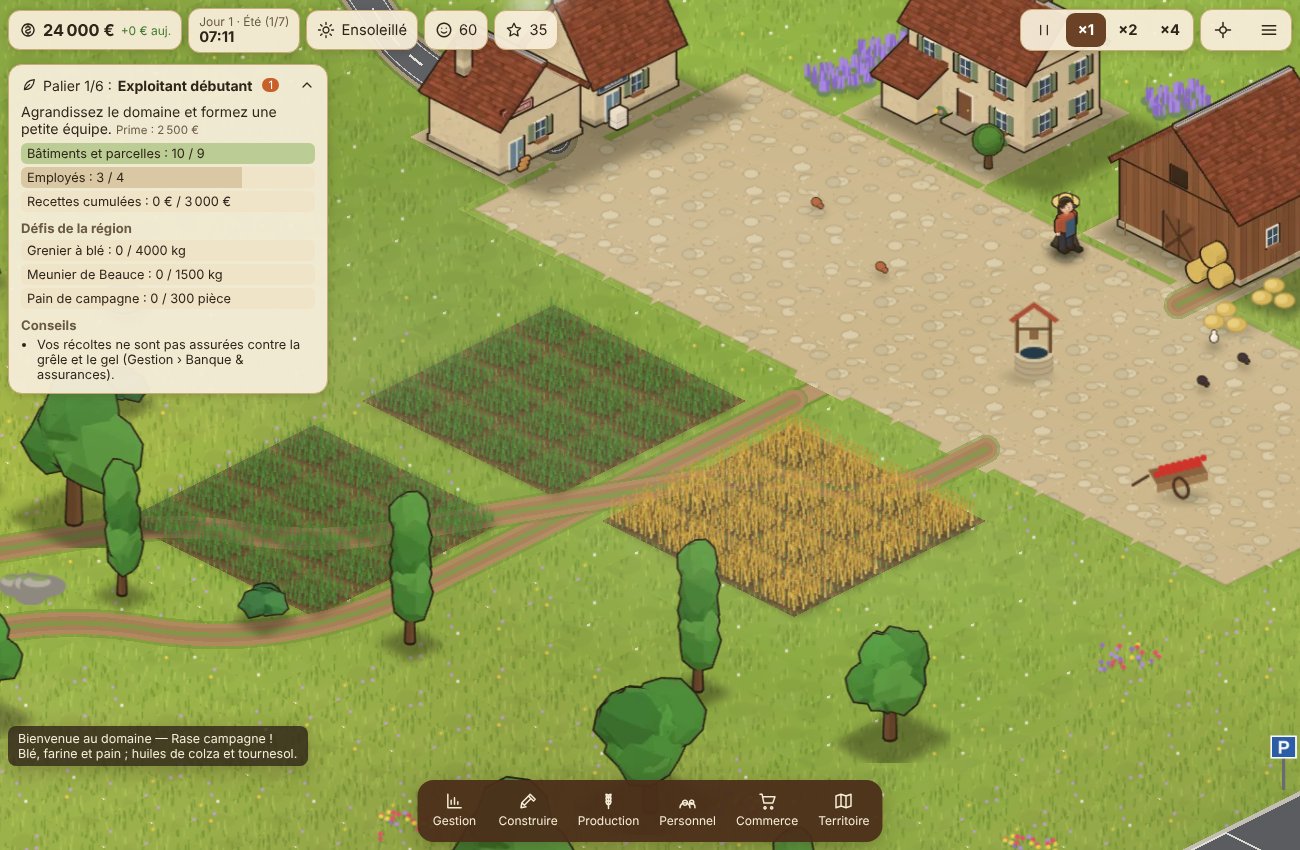 24 000 € +0 € auj.
Jour 1 · Été (1/7)
07:11
Ensoleillé
60
35
×1
×2
×4
Palier 1/6 : Exploitant débutant 1
Agrandissez le domaine et formez une
petite équipe. Prime : 2 500 €
Bâtiments et parcelles : 10 / 9
Employés : 3 / 4
Recettes cumulées : 0 € / 3 000 €
Défis de la région
Grenier à blé : 0 / 4000 kg
Meunier de Beauce : 0 / 1500 kg
Pain de campagne : 0 / 300 pièce
Conseils
• Vos récoltes ne sont pas assurées contre la
grêle et le gel (Gestion › Banque &
assurances).
Bienvenue au domaine — Rase campagne !
Blé, farine et pain ; huiles de colza et tournesol.
P
Gestion
Construire
Production
Personnel
Commerce
Territoire